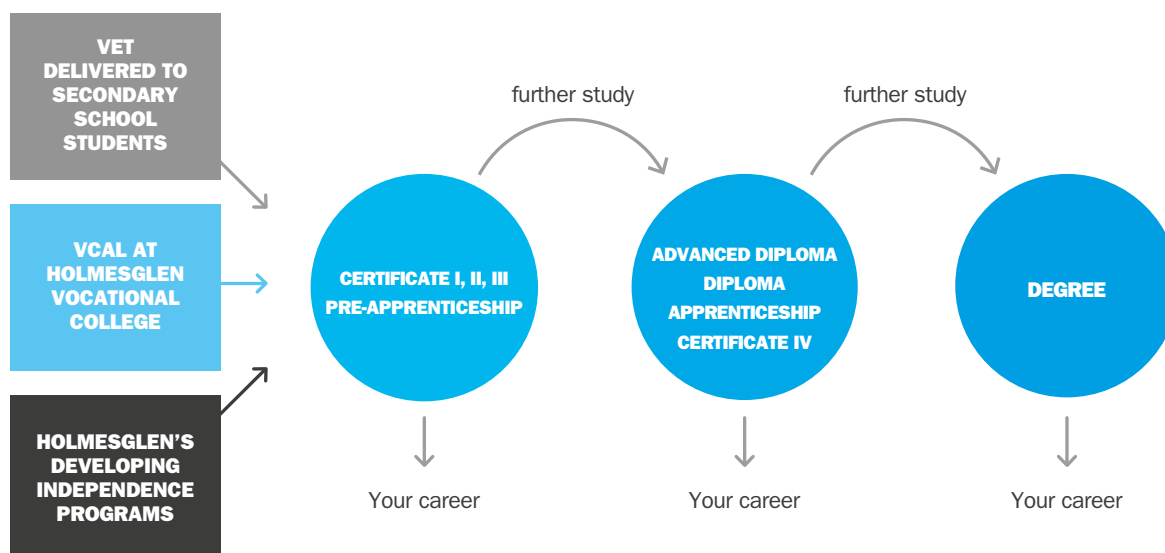 VET
DELIVERED TO
SECONDARY
SCHOOL
STUDENTS
VCAL AT
HOLMESGLEN
VOCATIONAL
COLLEGE
HOLMESGLEN'S
DEVELOPING
INDEPENDENCE
PROGRAMS
further study
further study
CERTIFICATE I, II, III
PRE-APPRENTICESHIP
ADVANCED DIPLOMA
DIPLOMA
APPRENTICESHIP
CERTIFICATE IV
DEGREE
Your career
Your career
Your career